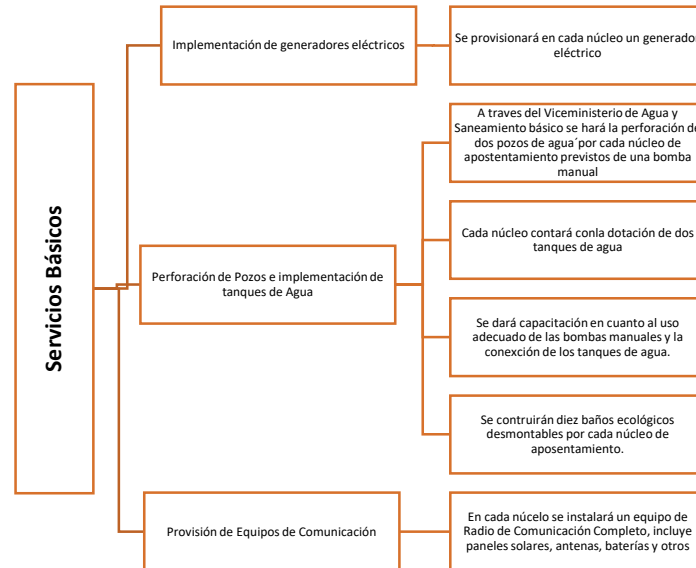 Servicios Básicos
Implementación de generadores eléctricos
Se provisionará en cada núcleo un generador
eléctrico
Perforación de Pozos e implementación de
tanques de Agua
A traves del Viceministerio de Agua y
Saneamiento básico se hará la perforación de
dos pozos de agua´por cada núcleo de
apostentamiento previstos de una bomba
manual
Cada núcleo contará conla dotación de dos
tanques de agua
Se dará capacitación en cuanto al uso
adecuado de las bombas manuales y la
conexción de los tanques de agua.
Se contruirán diez baños ecológicos
desmontables por cada núcleo de
aposentamiento.
Provisión de Equipos de Comunicación
En cada núcelo se instalará un equipo de
Radio de Comunicación Completo, incluye
paneles solares, antenas, baterías y otros